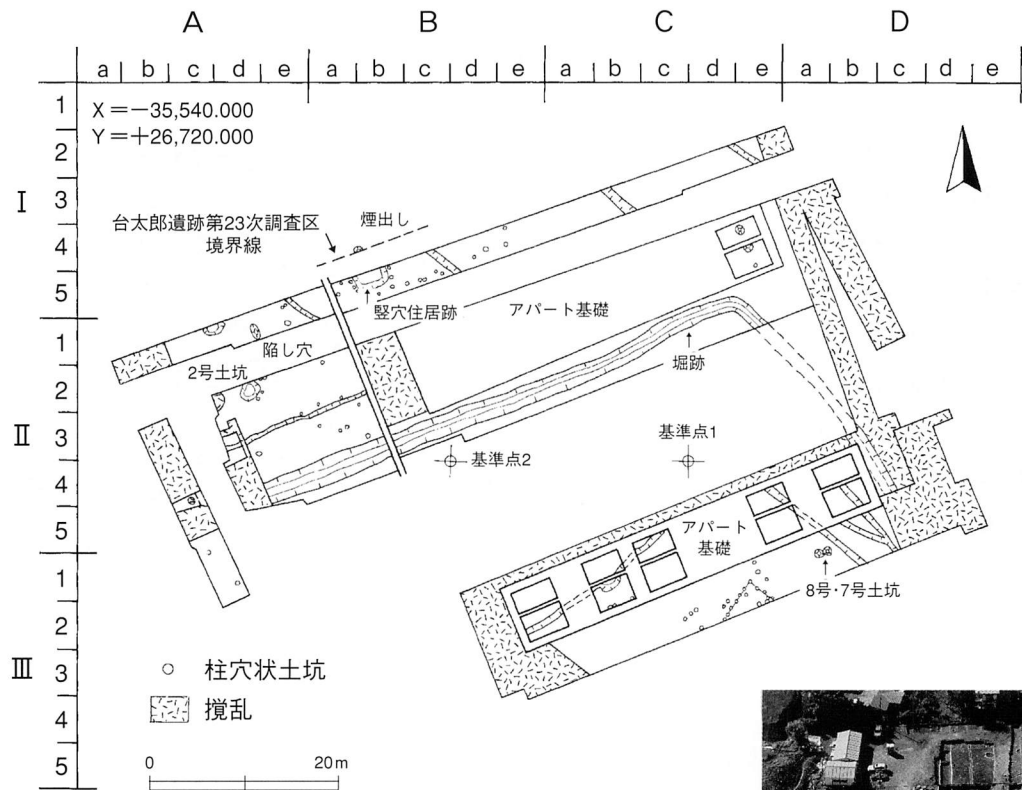 A B C D
a b c d e a b c d e a b c d e a b c d e
I
1
2
3
4
5
II
1
2
3
4
5
III
1
2
3
4
5
X＝－35,540.000
Y＝＋26,720.000
台太郎遺跡第23次調査区
境界線
煙出し
竪穴住居跡
アパート基礎
陥し穴
2号土坑
堀跡
基準点1
基準点2
アパート
基礎
8号・7号土坑
柱穴状土坑
撹乱
0 20m